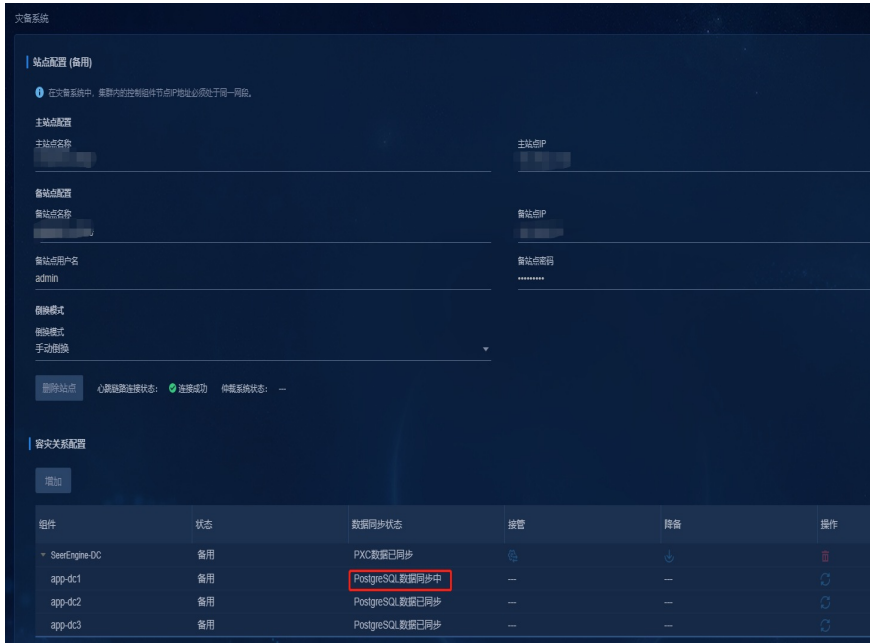 灾备系统
站点配置 (备用)
在灾备系统中，集群内的控制组件节点IP地址必须处于同一网段。
主站点配置
主站点名称 主站点IP
备站点配置
备站点名称 备站点IP
备站点用户名 备站点密码
admin •••••••••
倒换模式
倒换模式
手动倒换
删除站点 心跳链路连接状态： 连接成功 仲裁系统状态： ---
容灾关系配置
增加
组件 状态 数据同步状态 接管 降备 操作
SeerEngine-DC 备用 PXC数据已同步
app-dc1 备用 PostgreSQL数据同步中 --- ---
app-dc2 备用 PostgreSQL数据已同步 --- ---
app-dc3 备用 PostgreSQL数据已同步 --- ---